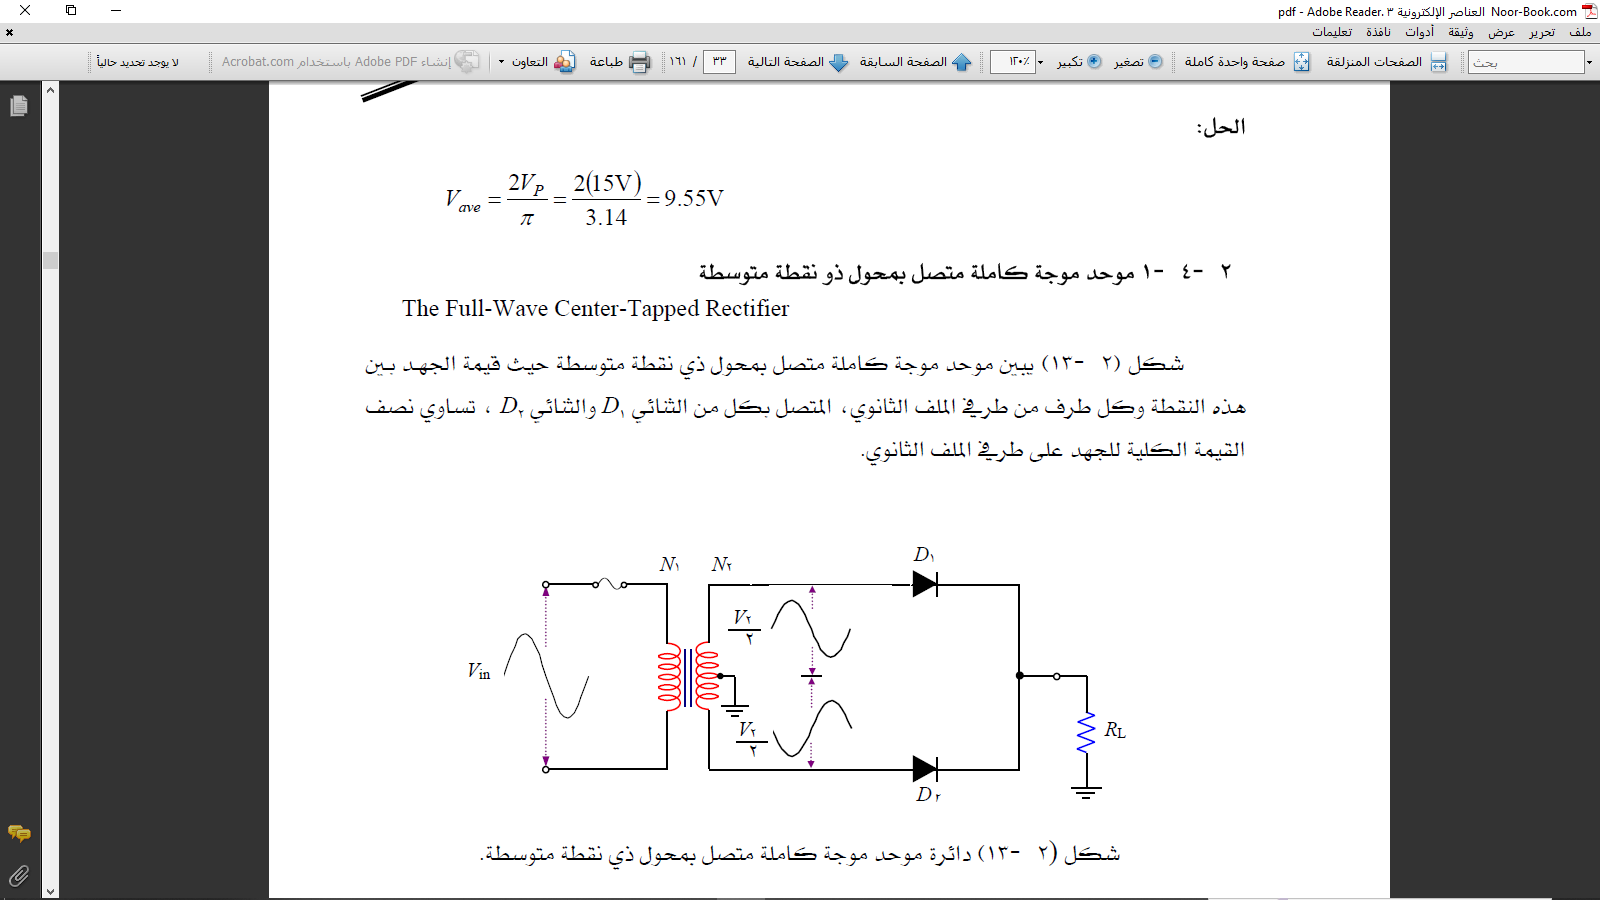 Noor-Book.com العناصر الإلكترونية ٣ .pdf - Adobe Reader
ملف تحرير عرض وثيقة أدوات نافذة تعليمات
بحث الصفحات المنزلقة صفحة واحدة كاملة تصغير تكبير ١٢٠٪ الصفحة السابقة الصفحة التالية ٣٣ / ١٦١ طباعة التعاون إنشاء Adobe PDF باستخدام Acrobat.com لا يوجد تحديد حالياً
الحل:
V_ave = 2V_P / π = 2(15V) / 3.14 = 9.55V
٢ -٤ -١ موحد موجة كاملة متصل بمحول ذو نقطة متوسطة
The Full-Wave Center-Tapped Rectifier
شكل (٢ -١٣) يبين موحد موجة كاملة متصل بمحول ذي نقطة متوسطة حيث قيمة الجهد بين
هذه النقطة وكل طرف من طرفي الملف الثانوي، المتصل بكل من الثنائي D١ والثنائي D٢ ، تساوي نصف
القيمة الكلية للجهد على طرفي الملف الثانوي.
N١ N٢ D١
V٢
٢
Vin
V٢
٢
RL
D٢
شكل (٢ -١٣) دائرة موحد موجة كاملة متصل بمحول ذي نقطة متوسطة.